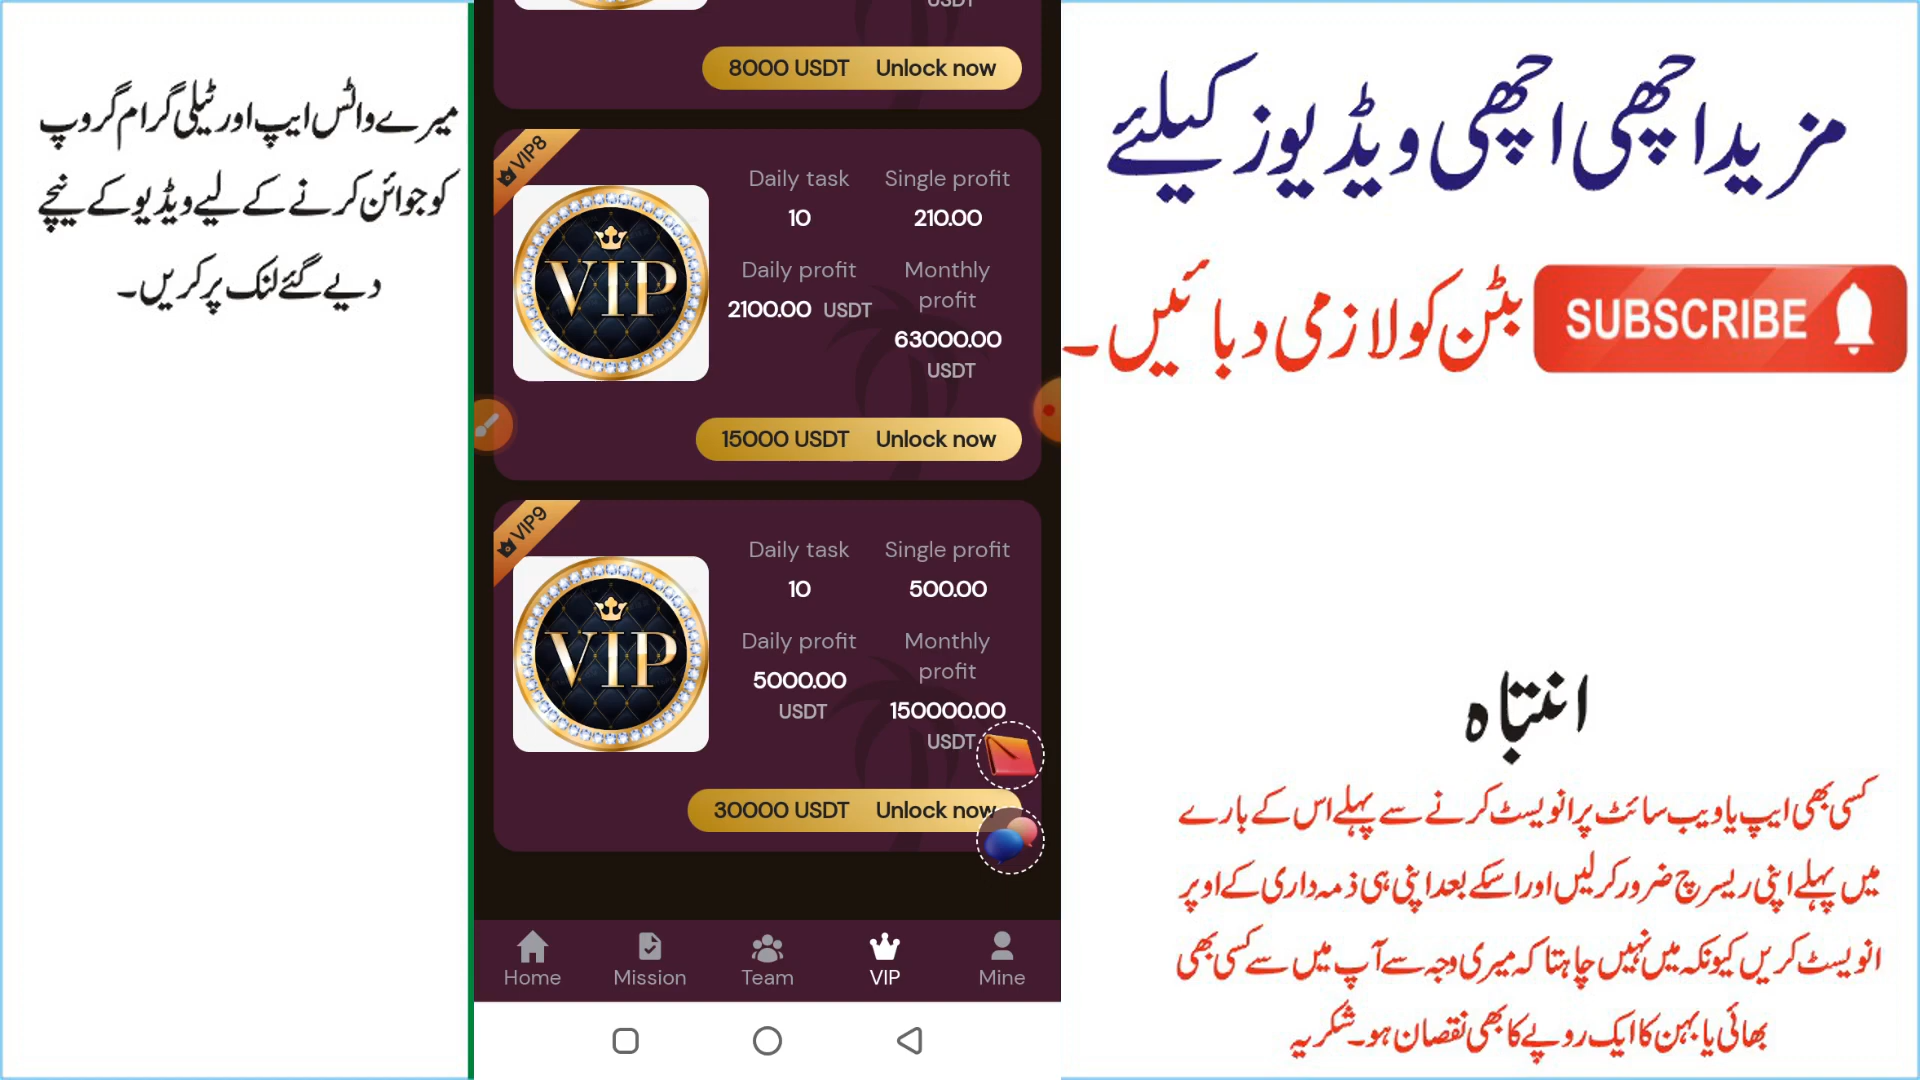 میرے واٹس ایپ اور ٹیلی گرام گروپ
کو جوائن کرنے کے لیے ویڈیو کے نیچے
دیے گئے لنک پر کریں۔
USDT
8000 USDT Unlock now
VIP8
VIP
Daily task Single profit
10 210.00
Daily profit Monthly profit
2100.00 USDT 63000.00 USDT
15000 USDT Unlock now
VIP9
VIP
Daily task Single profit
10 500.00
Daily profit Monthly profit
5000.00 USDT 150000.00 USDT
30000 USDT Unlock now
Home Mission Team VIP Mine
مزید اچھی اچھی ویڈیوز کیلئے
SUBSCRIBE بٹن کو لازمی دبائیں۔
انتباہ
کسی بھی ایپ یا ویب سائٹ پر انویسٹ کرنے سے پہلے اس کے بارے
میں پہلے اپنی ریسرچ ضرور کر لیں اور اسکے بعد اپنی ہی ذمہ داری کے اوپر
انویسٹ کریں کیونکہ میں نہیں چاہتا کہ میری وجہ سے آپ میں سے کسی بھی
بھائی یا بہن کا ایک روپے کا بھی نقصان ہو۔ شکریہ